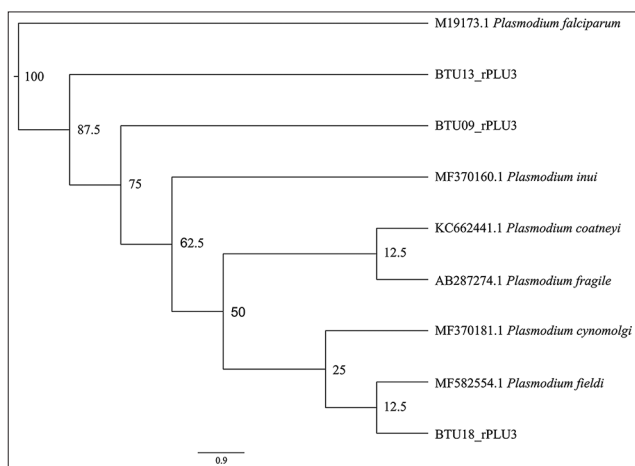 M19173.1 Plasmodium falciparum
100
BTU13_rPLU3
87.5
BTU09_rPLU3
75
MF370160.1 Plasmodium inui
62.5
KC662441.1 Plasmodium coatneyi
12.5
AB287274.1 Plasmodium fragile
50
MF370181.1 Plasmodium cynomolgi
25
MF582554.1 Plasmodium fieldi
12.5
BTU18_rPLU3
0.9